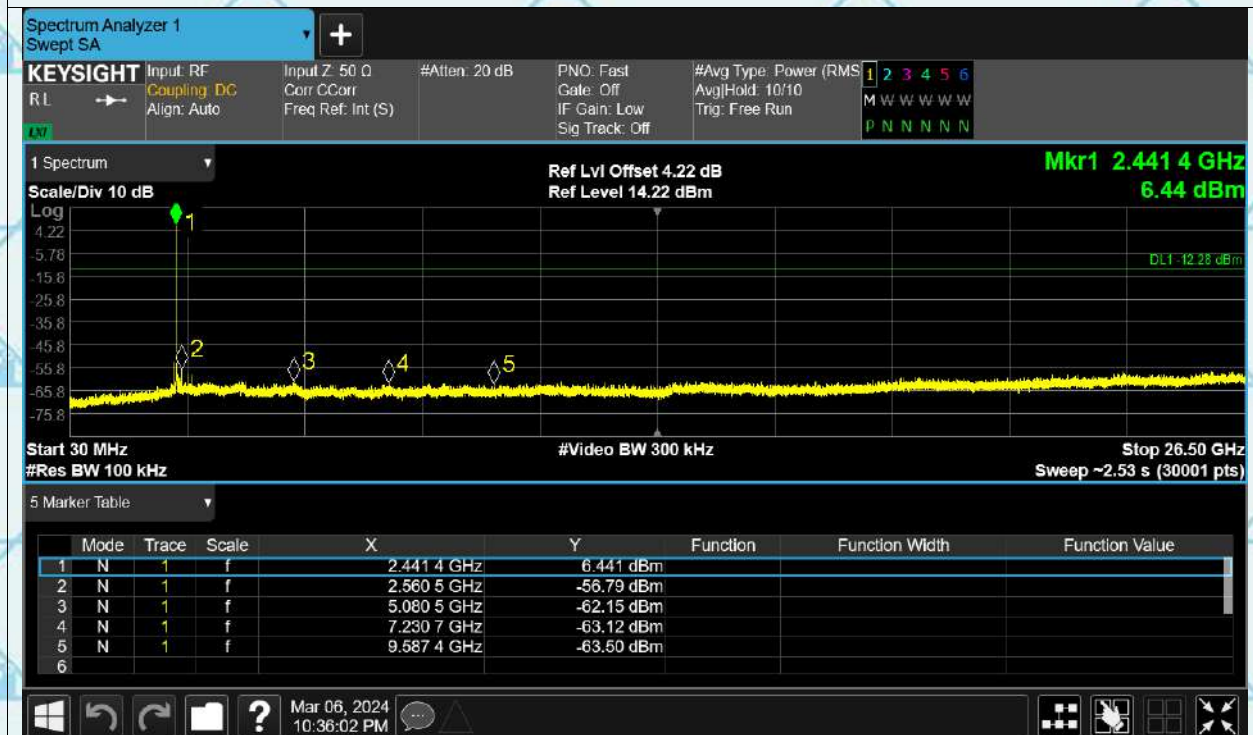 Spectrum Analyzer 1
Swept SA
+
KEYSIGHT
RL
LXI
Input: RF
Coupling: DC
Align: Auto
Input Z: 50 Ω
Corr CCorr
Freq Ref: Int (S)
#Atten: 20 dB
PNO: Fast
Gate: Off
IF Gain: Low
Sig Track: Off
#Avg Type: Power (RMS
Avg|Hold: 10/10
Trig: Free Run
1 2 3 4 5 6
M W W W W W
P N N N N N
1 Spectrum
Scale/Div 10 dB
Ref Lvl Offset 4.22 dB
Ref Level 14.22 dBm
Mkr1 2.441 4 GHz
6.44 dBm
Log
4.22
-5.78
-15.8
-25.8
-35.8
-45.8
-55.8
-65.8
-75.8
1
2
3
4
5
DL1 -12.28 dBm
Start 30 MHz
#Res BW 100 kHz
#Video BW 300 kHz
Stop 26.50 GHz
Sweep ~2.53 s (30001 pts)
5 Marker Table
Mode Trace Scale X Y Function Function Width Function Value
1 N 1 f 2.441 4 GHz 6.441 dBm
2 N 1 f 2.560 5 GHz -56.79 dBm
3 N 1 f 5.080 5 GHz -62.15 dBm
4 N 1 f 7.230 7 GHz -63.12 dBm
5 N 1 f 9.587 4 GHz -63.50 dBm
6
?
Mar 06, 2024
10:36:02 PM